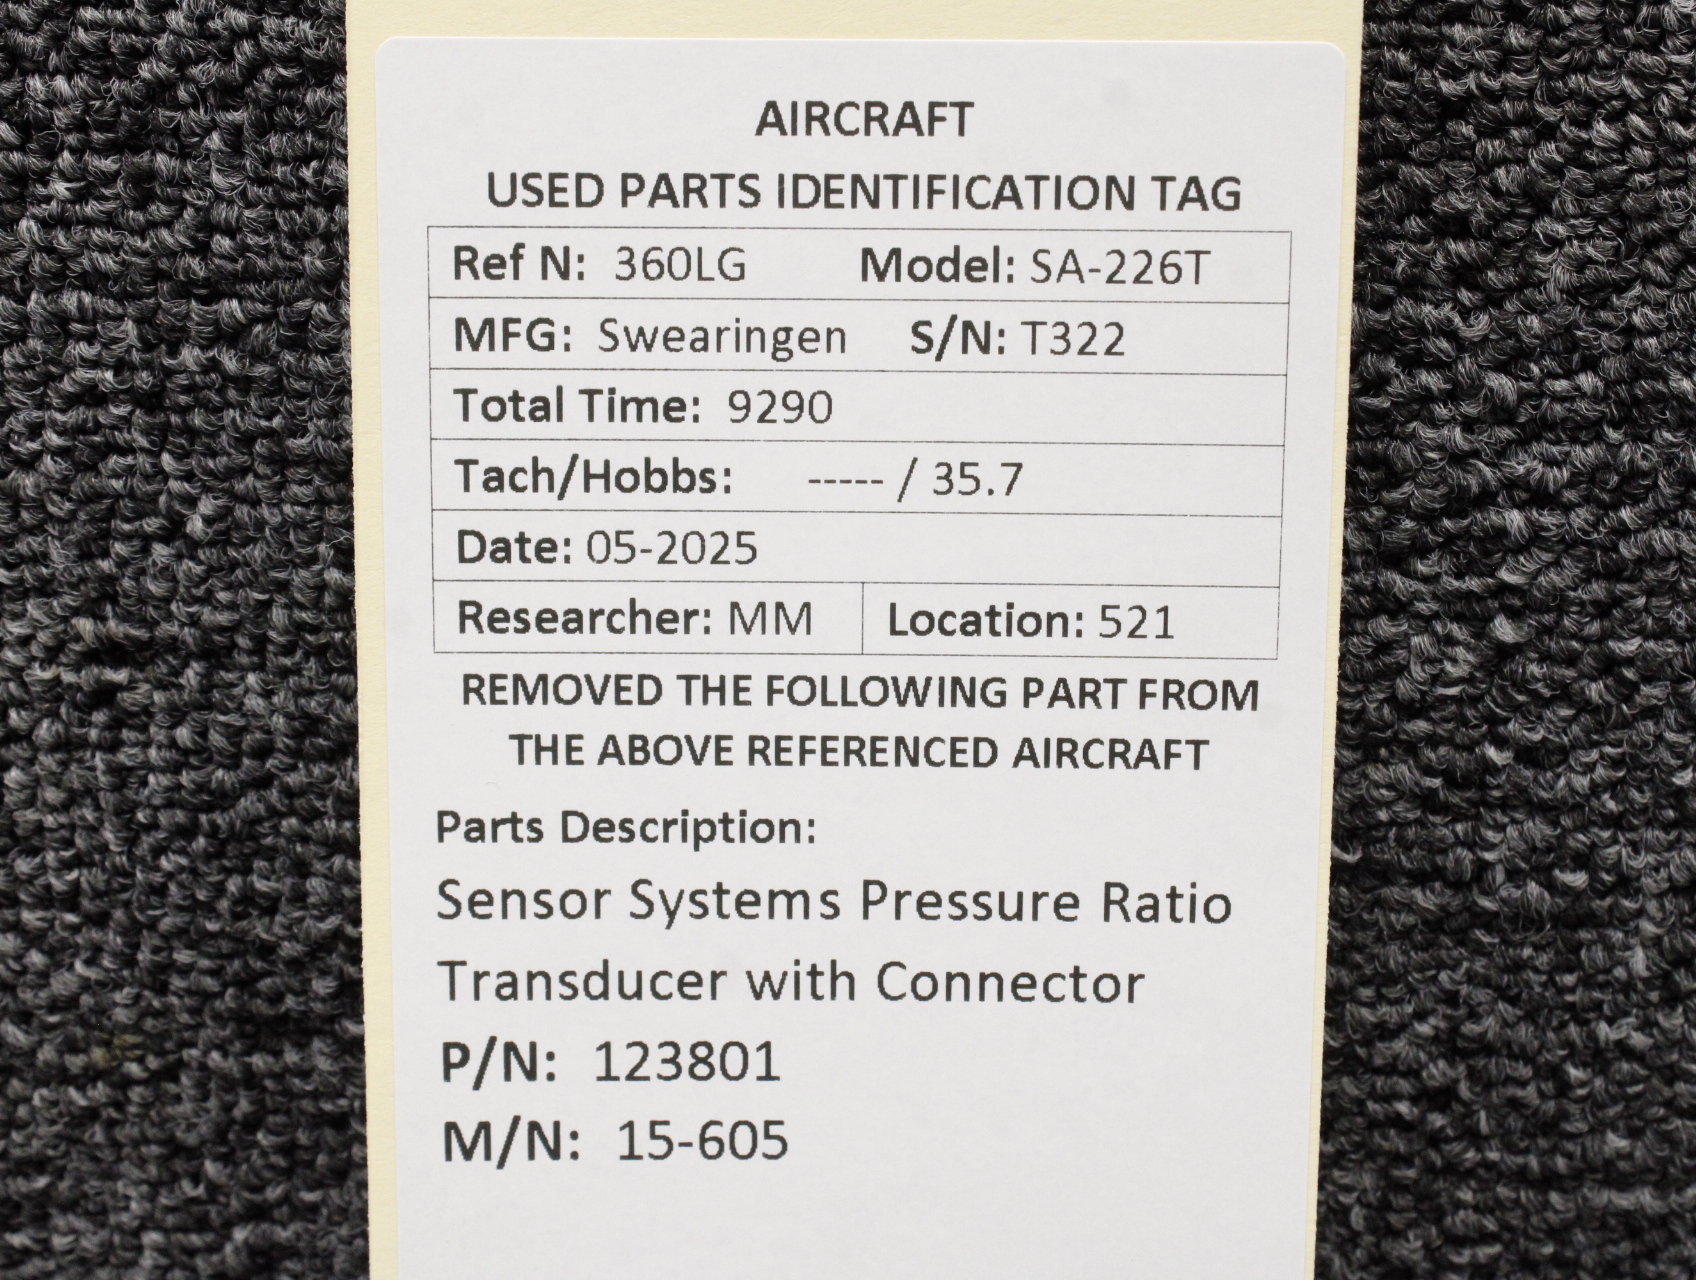 AIRCRAFT
USED PARTS IDENTIFICATION TAG
Ref N: 360LG Model: SA-226T
MFG: Swearingen S/N: T322
Total Time: 9290
Tach/Hobbs: ----- / 35.7
Date: 05-2025
Researcher: MM Location: 521
REMOVED THE FOLLOWING PART FROM
THE ABOVE REFERENCED AIRCRAFT
Parts Description:
Sensor Systems Pressure Ratio
Transducer with Connector
P/N: 123801
M/N: 15-605